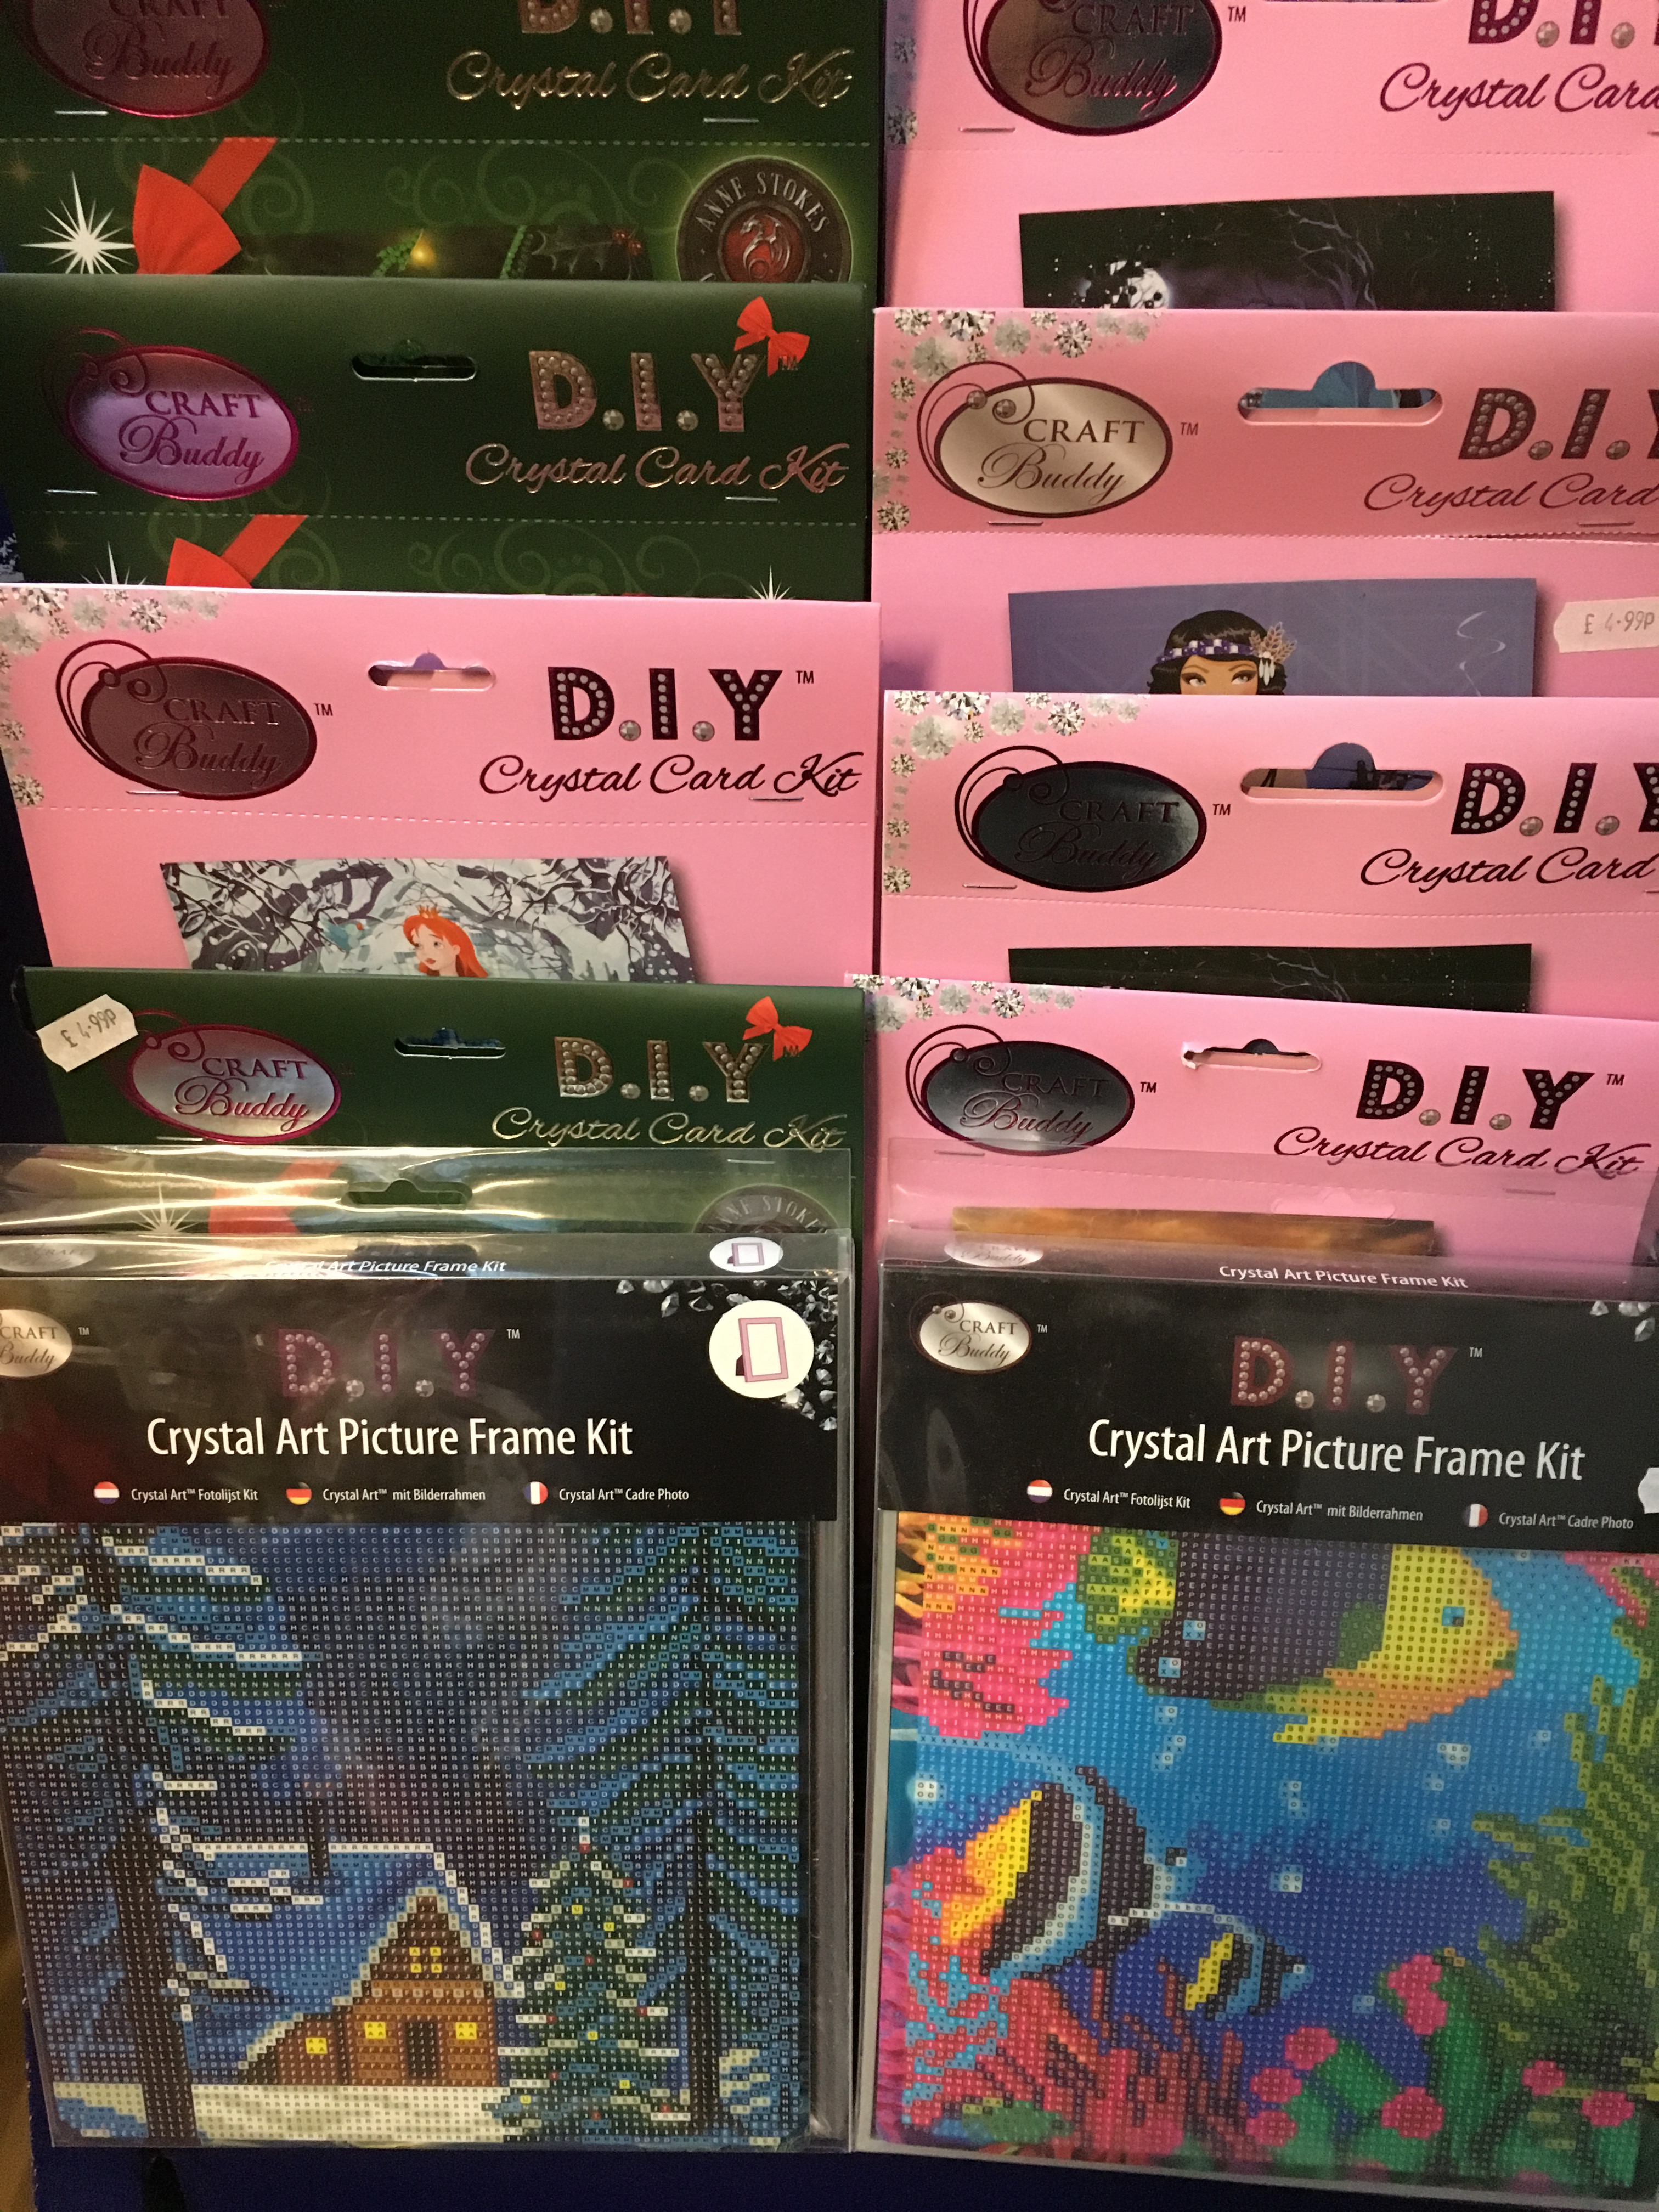 CRAFT
Buddy
D.I.Y
Crystal Card Kit
ANNE STOKES
CRAFT
Buddy
D.I.Y
Crystal Card Kit
CRAFT
Buddy
TM
D.I.Y TM
Crystal Card Kit
£4.99P
CRAFT
Buddy
D.I.Y
Crystal Card Kit
ANNE STOKES
Crystal Art Picture Frame Kit
CRAFT
Buddy
TM
D.I.Y TM
Crystal Art Picture Frame Kit
Crystal Art™ Fotolijst Kit
Crystal Art™ mit Bilderrahmen
Crystal Art™ Cadre Photo
CRAFT
Buddy
TM
D.I.
Crystal Card
CRAFT
Buddy
TM
D.I.Y
Crystal Card
£ 4.99P
CRAFT
Buddy
TM
D.I.Y
Crystal Card
CRAFT
Buddy
TM
D.I.Y TM
Crystal Card Kit
Buddy
Crystal Art Picture Frame Kit
CRAFT
Buddy
TM
D.I.Y TM
Crystal Art Picture Frame Kit
Crystal Art™ Fotolijst Kit
Crystal Art™ mit Bilderrahmen
Crystal Art™ Cadre Photo